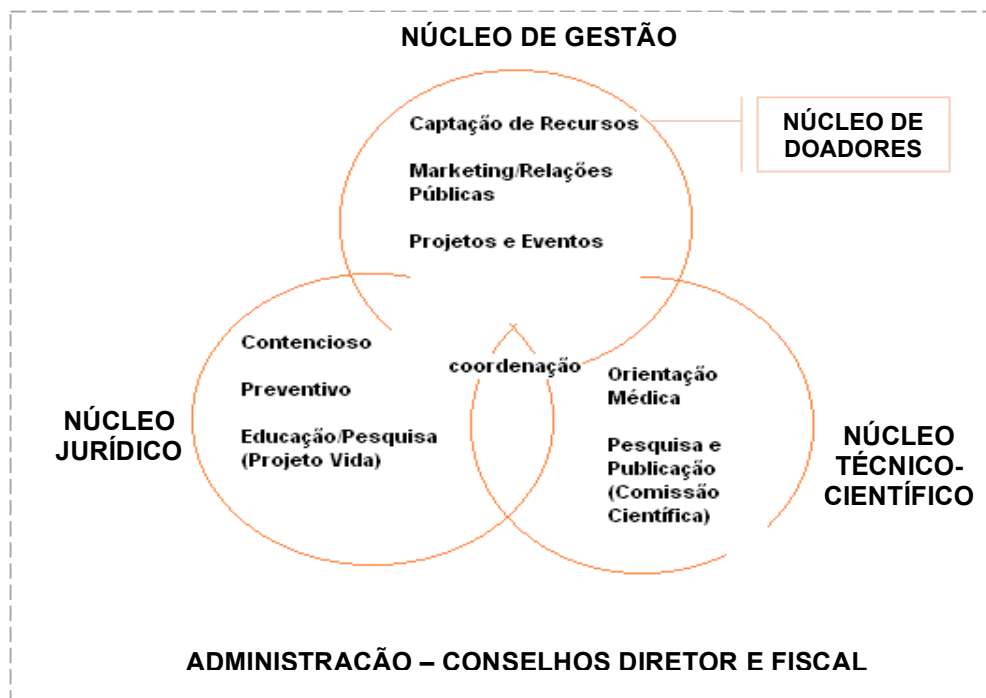 NÚCLEO DE GESTÃO
Captação de Recursos
Marketing/Relações
Públicas
Projetos e Eventos
NÚCLEO DE
DOADORES
Contencioso
Preventivo
Educação/Pesquisa
(Projeto Vida)
NÚCLEO
JURÍDICO
coordenação
Orientação
Médica
Pesquisa e
Publicação
(Comissão
Científica)
NÚCLEO
TÉCNICO-
CIENTÍFICO
ADMINISTRACÃO – CONSELHOS DIRETOR E FISCAL